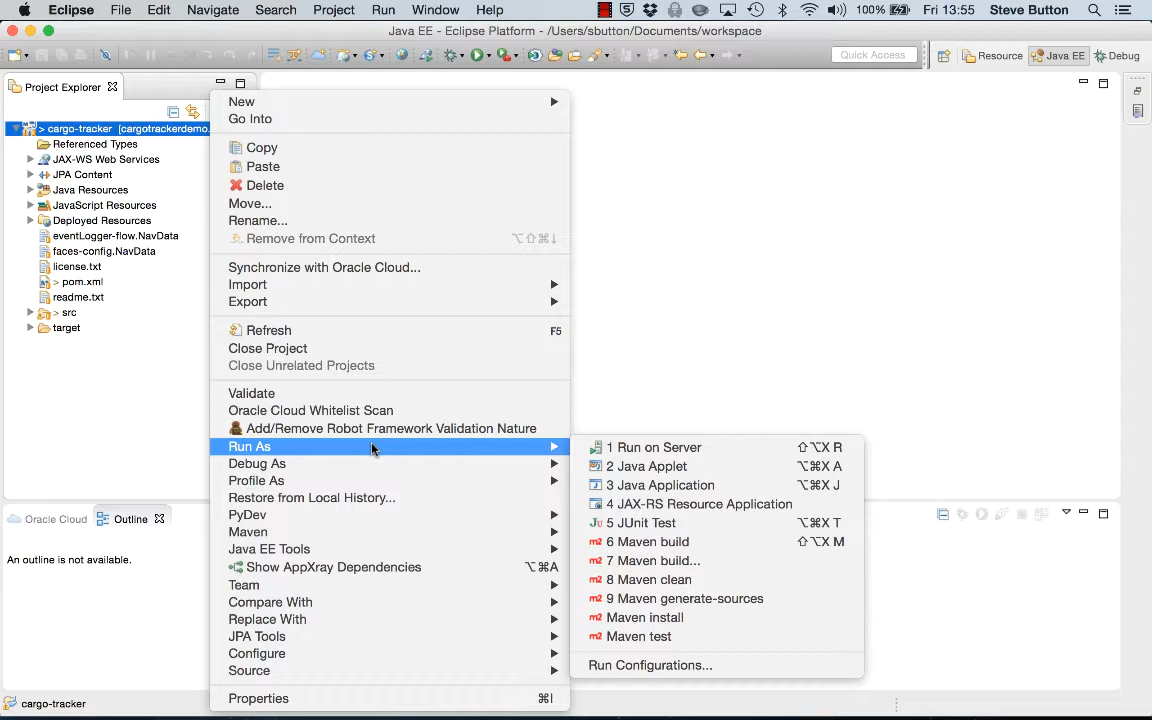 Eclipse File Edit Navigate Search Project Run Window Help 100% Fri 13:55 Steve Button
Java EE - Eclipse Platform - /Users/sbutton/Documents/workspace
Quick Access Resource Java EE Debug
Project Explorer
> cargo-tracker [cargotrackerdemo.
Referenced Types
JAX-WS Web Services
JPA Content
Java Resources
JavaScript Resources
Deployed Resources
eventLogger-flow.NavData
faces-config.NavData
license.txt
> pom.xml
readme.txt
> src
target
New
Go Into
Copy
Paste
Delete
Move...
Rename...
Remove from Context ⌥⇧⌘↓
Synchronize with Oracle Cloud...
Import
Export
Refresh F5
Close Project
Close Unrelated Projects
Validate
Oracle Cloud Whitelist Scan
Add/Remove Robot Framework Validation Nature
Run As
Debug As
Profile As
Restore from Local History...
PyDev
Maven
Java EE Tools
Show AppXray Dependencies ⌥⌘A
Team
Compare With
Replace With
JPA Tools
Configure
Source
Properties ⌘I
1 Run on Server ⇧⌥X R
2 Java Applet ⌥⌘X A
3 Java Application ⌥⌘X J
4 JAX-RS Resource Application
Ju 5 JUnit Test ⌥⌘X T
m2 6 Maven build ⇧⌥X M
m2 7 Maven build...
m2 8 Maven clean
m2 9 Maven generate-sources
m2 Maven install
m2 Maven test
Run Configurations...
Oracle Cloud Outline
An outline is not available.
cargo-tracker